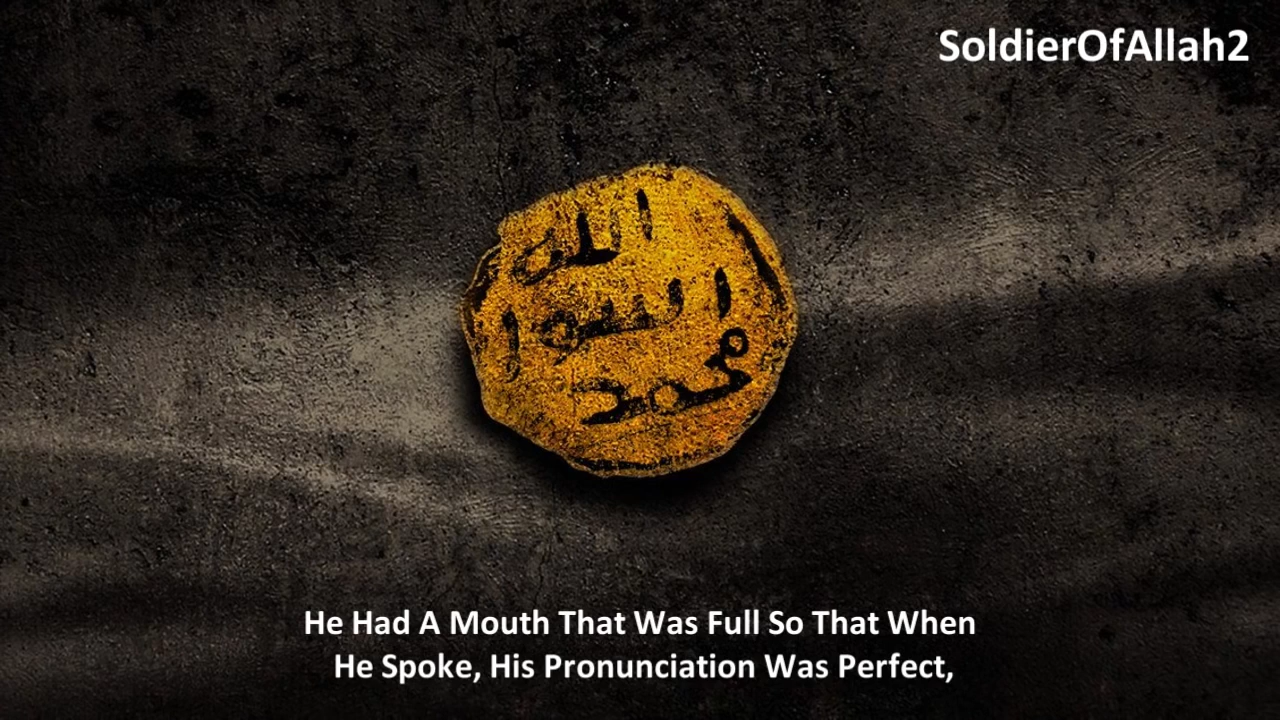 SoldierOfAllah2
الله
رسول
محمد
He Had A Mouth That Was Full So That When
He Spoke, His Pronunciation Was Perfect,